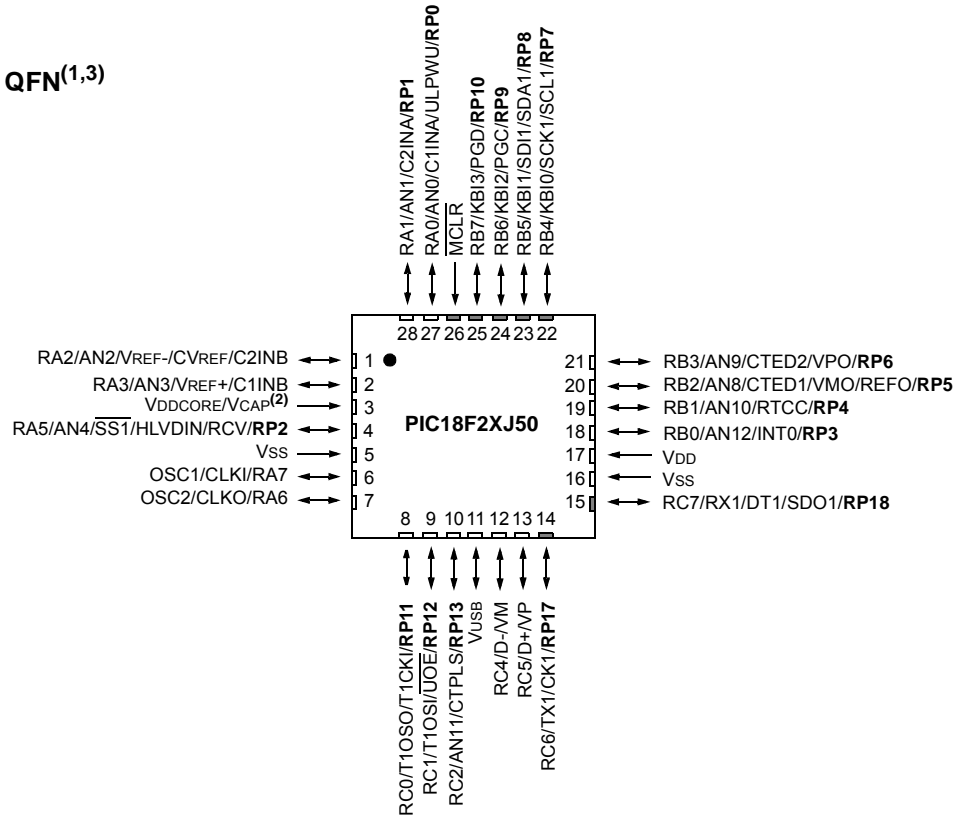 QFN(1,3)
RA1/AN1/C2INA/RP1
RA0/AN0/C1INA/ULPWU/RP0
MCLR
RB7/KBI3/PGD/RP10
RB6/KBI2/PGC/RP9
RB5/KBI1/SDI1/SDA1/RP8
RB4/KBI0/SCK1/SCL1/RP7
28 27 26 25 24 23 22
RA2/AN2/VREF-/CVREF/C2INB 1
RA3/AN3/VREF+/C1INB 2
VDDCORE/VCAP(2) 3
RA5/AN4/SS1/HLVDIN/RCV/RP2 4
VSS 5
OSC1/CLKI/RA7 6
OSC2/CLKO/RA6 7
PIC18F2XJ50
21 RB3/AN9/CTED2/VPO/RP6
20 RB2/AN8/CTED1/VMO/REFO/RP5
19 RB1/AN10/RTCC/RP4
18 RB0/AN12/INT0/RP3
17 VDD
16 VSS
15 RC7/RX1/DT1/SDO1/RP18
8 9 10 11 12 13 14
RC0/T1OSO/T1CKI/RP11
RC1/T1OSI/UOE/RP12
RC2/AN11/CTPLS/RP13
VUSB
RC4/D-/VM
RC5/D+/VP
RC6/TX1/CK1/RP17